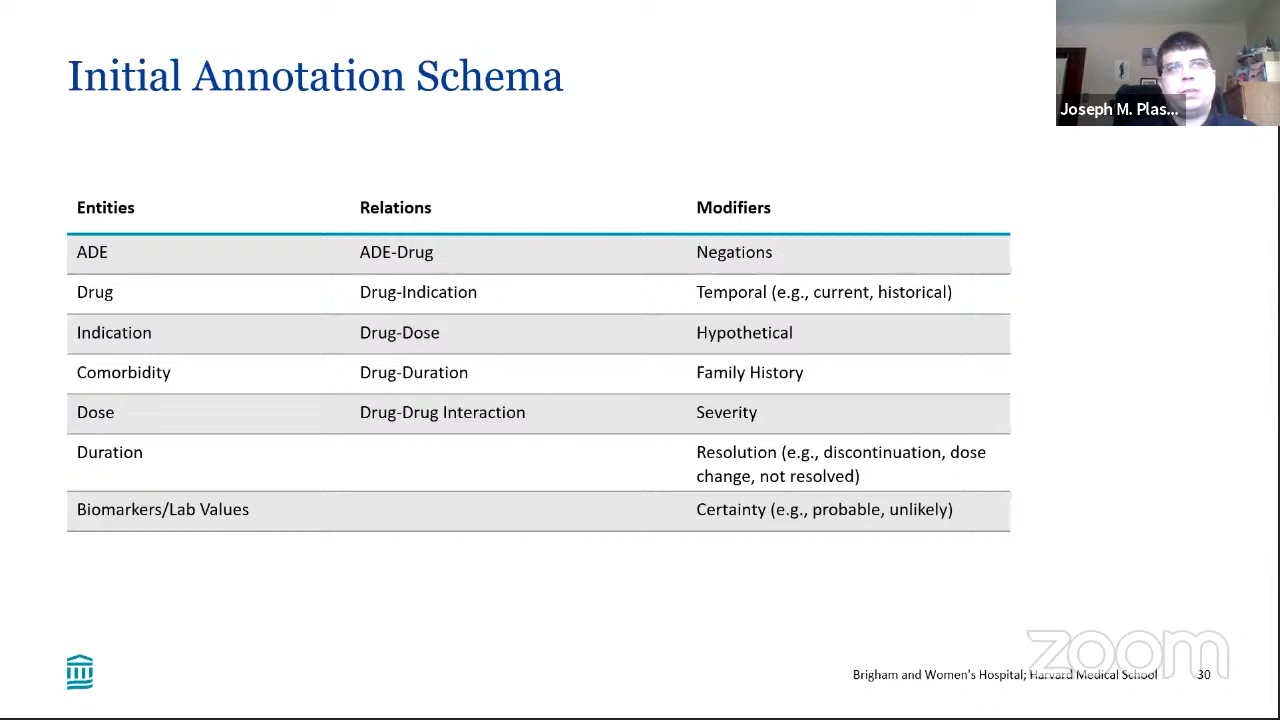 Initial Annotation Schema
Joseph M. Plas...
Entities Relations Modifiers
ADE ADE-Drug Negations
Drug Drug-Indication Temporal (e.g., current, historical)
Indication Drug-Dose Hypothetical
Comorbidity Drug-Duration Family History
Dose Drug-Drug Interaction Severity
Duration Resolution (e.g., discontinuation, dose
change, not resolved)
Biomarkers/Lab Values Certainty (e.g., probable, unlikely)
zoom
Brigham and Women's Hospital; Harvard Medical School 30